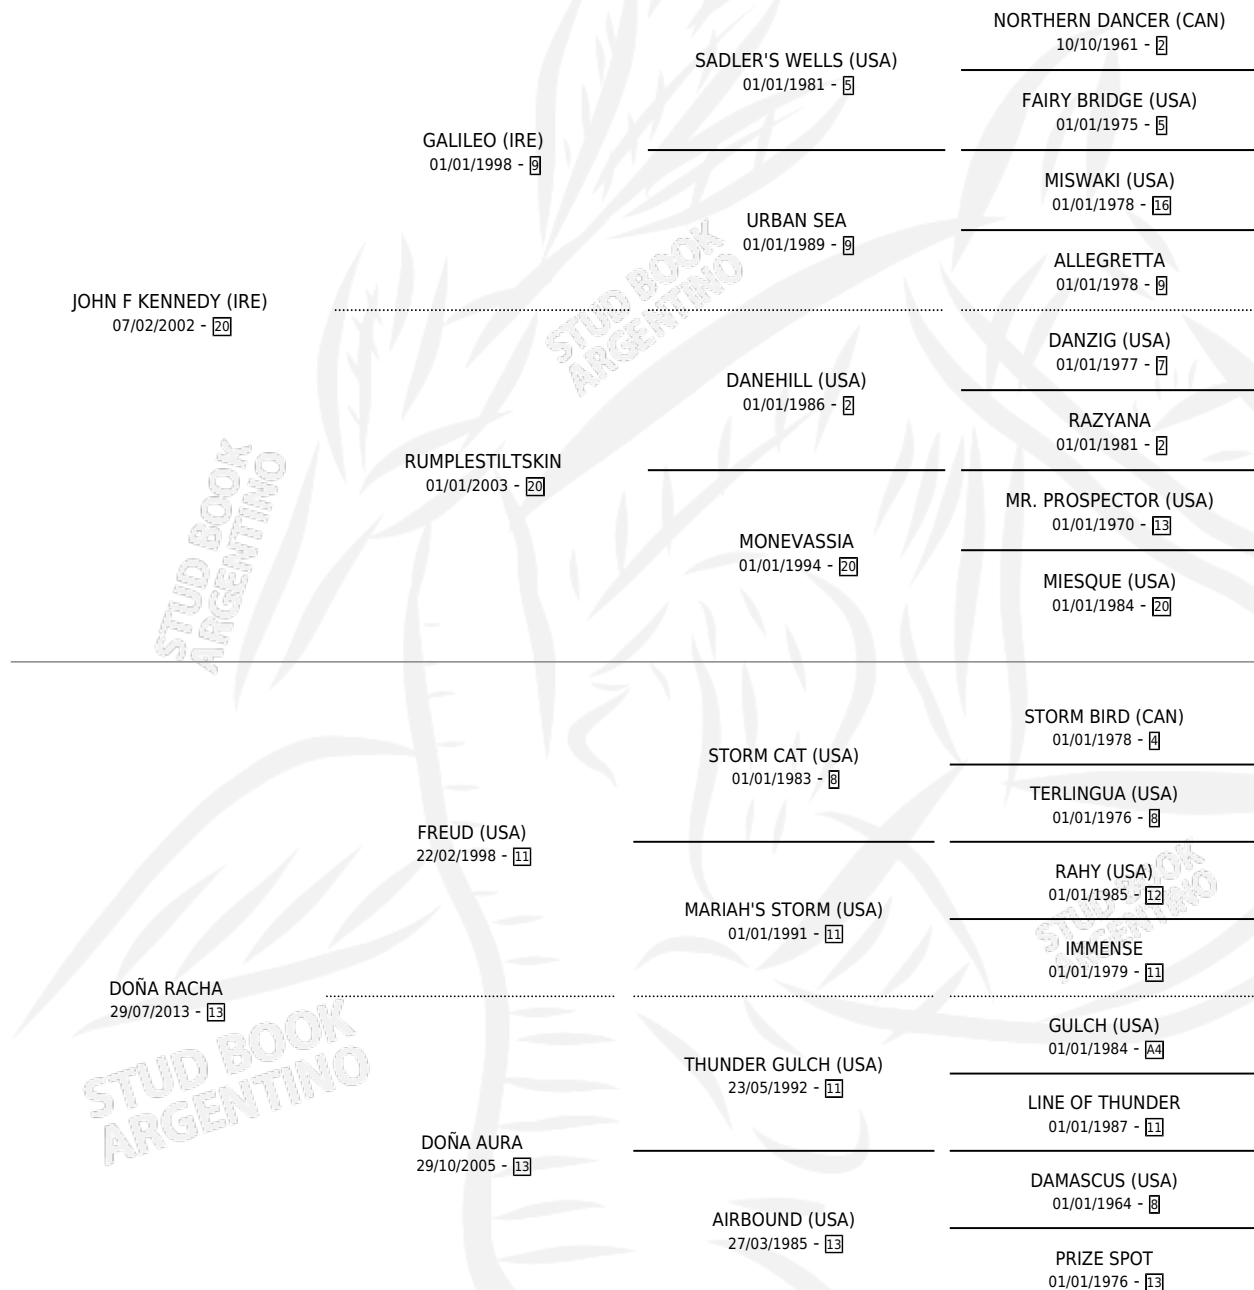 NORTHERN DANCER (CAN)
10/10/1961 - 2
SADLER'S WELLS (USA)
01/01/1981 - 5
FAIRY BRIDGE (USA)
01/01/1975 - 5
GALILEO (IRE)
01/01/1998 - 9
MISWAKI (USA)
01/01/1978 - 16
URBAN SEA
01/01/1989 - 9
ALLEGRETTA
01/01/1978 - 9
JOHN F KENNEDY (IRE)
07/02/2002 - 20
DANZIG (USA)
01/01/1977 - 7
DANEHILL (USA)
01/01/1986 - 2
RAZYANA
01/01/1981 - 2
RUMPLESTILTSKIN
01/01/2003 - 20
MR. PROSPECTOR (USA)
01/01/1970 - 13
MONEVASSIA
01/01/1994 - 20
MIESQUE (USA)
01/01/1984 - 20
STUD BOOK
ARGENTINO
STUD BOOK
ARGENTINO
STORM BIRD (CAN)
01/01/1978 - 4
STORM CAT (USA)
01/01/1983 - 8
TERLINGUA (USA)
01/01/1976 - 8
FREUD (USA)
22/02/1998 - 11
RAHY (USA)
01/01/1985 - 12
MARIAH'S STORM (USA)
01/01/1991 - 11
IMMENSE
01/01/1979 - 11
STUD BOOK
ARGENTINO
DOÑA RACHA
29/07/2013 - 13
GULCH (USA)
01/01/1984 - A4
THUNDER GULCH (USA)
23/05/1992 - 11
LINE OF THUNDER
01/01/1987 - 11
DOÑA AURA
29/10/2005 - 13
DAMASCUS (USA)
01/01/1964 - 8
AIRBOUND (USA)
27/03/1985 - 13
PRIZE SPOT
01/01/1976 - 13
STUD BOOK
ARGENTINO